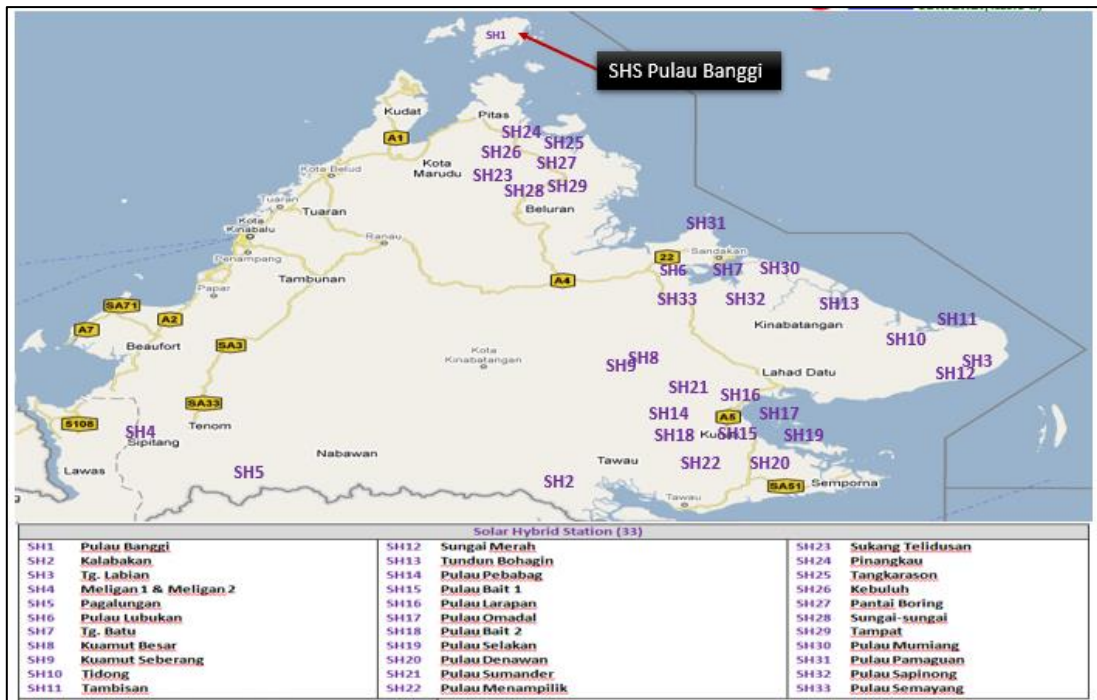 SH1
SHS Pulau Banggi
Kudat
Pitas
A1
SH24
SH25
SH26
SH27
Kota Marudu
SH23
SH28
SH29
Kota Belud
Beluran
Tuaran
Tuaran
Kota Kinabalu
Ranau
SH31
Penampang
Sandakan
22
SH6
SH7
SH30
Tambunan
A4
Papar
SH33
SH32
SH13
SA71
A2
A7
Kinabatangan
SH11
SH10
Beaufort
SA3
Kota Kinabatangan
SH8
SH9
SH3
SH12
Lahad Datu
SH21
SH16
SA33
SH14
A5
SH17
S108
SH4
Sipitang
Tenom
SH18
SH15
SH19
Nabawan
Lawas
SH5
Tawau
SH22
SH20
SH2
SA51
Semporna
Tawau
Solar Hybrid Station (33)
SH1 Pulau Banggi
SH2 Kalabakan
SH3 Tg. Labian
SH4 Meligan 1 & Meligan 2
SH5 Pagalungan
SH6 Pulau Lubukan
SH7 Tg. Batu
SH8 Kuamut Besar
SH9 Kuamut Seberang
SH10 Tidong
SH11 Tambisan
SH12 Sungai Merah
SH13 Tundun Bohagin
SH14 Pulau Pebabag
SH15 Pulau Bait 1
SH16 Pulau Larapan
SH17 Pulau Omadal
SH18 Pulau Bait 2
SH19 Pulau Selakan
SH20 Pulau Denawan
SH21 Pulau Sumander
SH22 Pulau Menampilik
SH23 Sukang Telidusan
SH24 Pinangkau
SH25 Tangkarason
SH26 Kebuluh
SH27 Pantai Boring
SH28 Sungai-sungai
SH29 Tampat
SH30 Pulau Mumiang
SH31 Pulau Pamaguan
SH32 Pulau Sapinong
SH33 Pulau Semayang